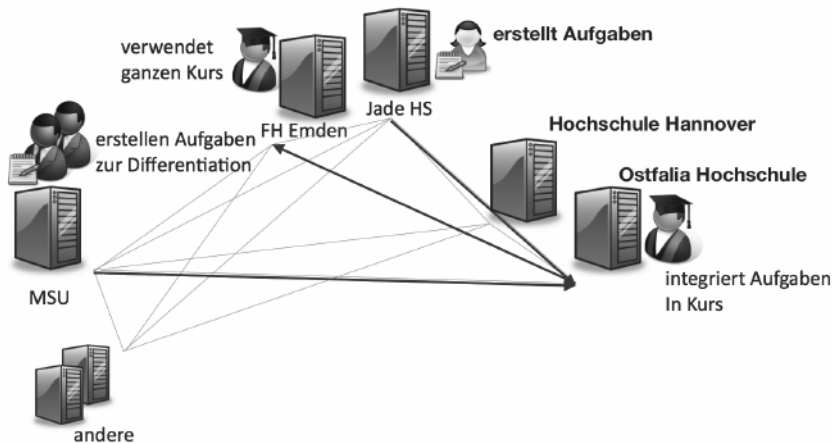 erstellt Aufgaben
verwendet
ganzen Kurs
Jade HS
FH Emden
Hochschule Hannover
erstellen Aufgaben
zur Differentiation
Ostfalia Hochschule
integriert Aufgaben
In Kurs
MSU
andere